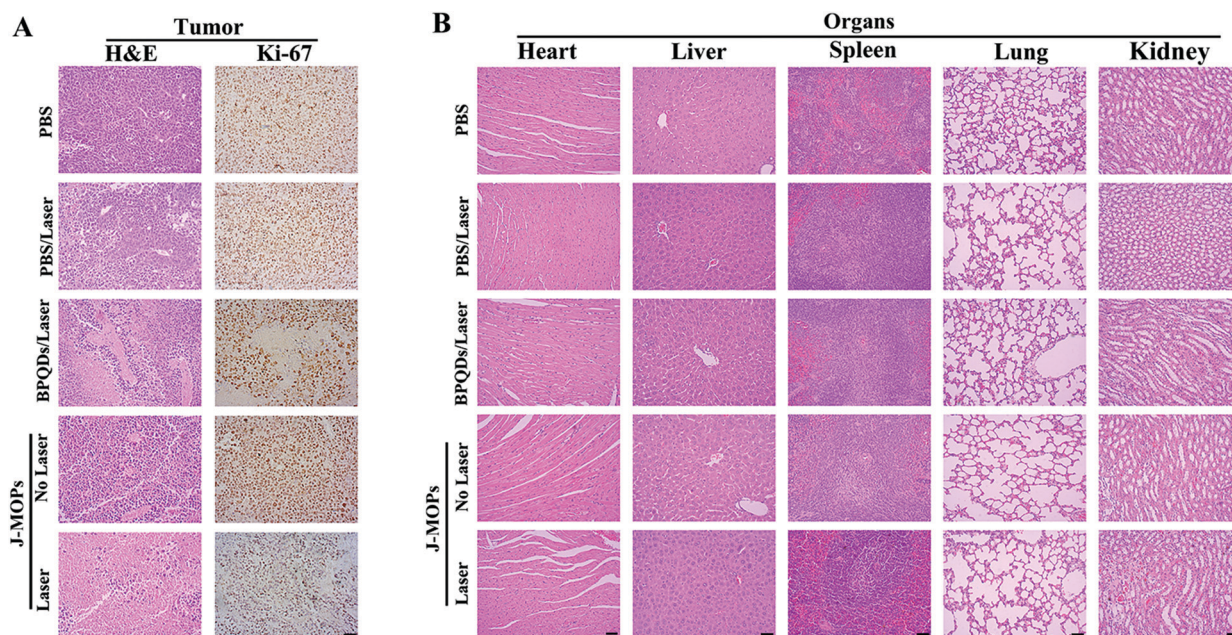 A
Tumor
H&E Ki-67
PBS
PBS/Laser
BPQDs/Laser
J-MOPs
No Laser
Laser
B
Organs
Heart Liver Spleen Lung Kidney
PBS
PBS/Laser
BPQDs/Laser
J-MOPs
No Laser
Laser